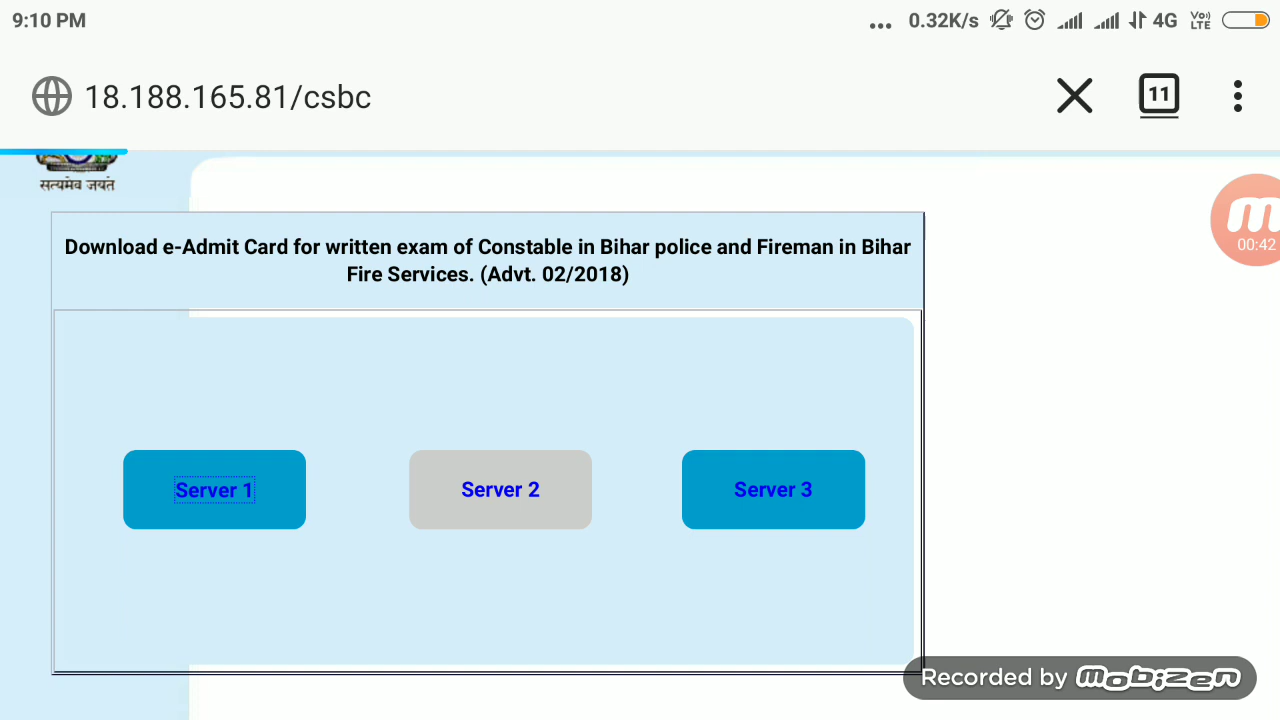 9:10 PM
... 0.32K/s 4G VoLTE
18.188.165.81/csbc
11
सत्यमेव जयते
00:42
Download e-Admit Card for written exam of Constable in Bihar police and Fireman in Bihar
Fire Services. (Advt. 02/2018)
Server 1 Server 2 Server 3
Recorded by mobizen